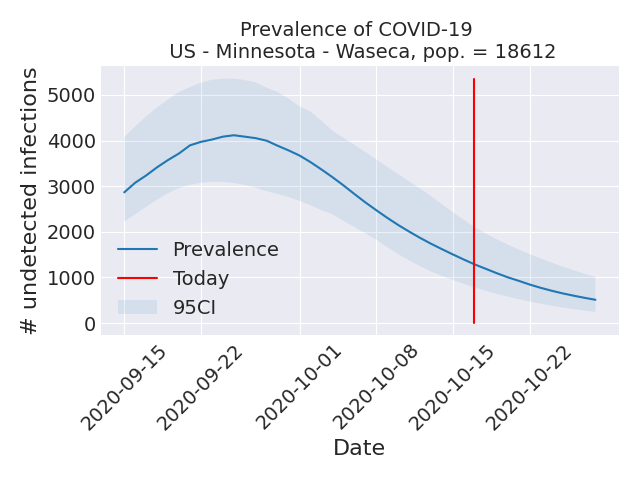 Prevalence of COVID-19
US - Minnesota - Waseca, pop. = 18612
# undetected infections
5000
4000
3000
2000
1000
0
Prevalence
Today
95CI
2020-09-15
2020-09-22
2020-10-01
2020-10-08
2020-10-15
2020-10-22
Date